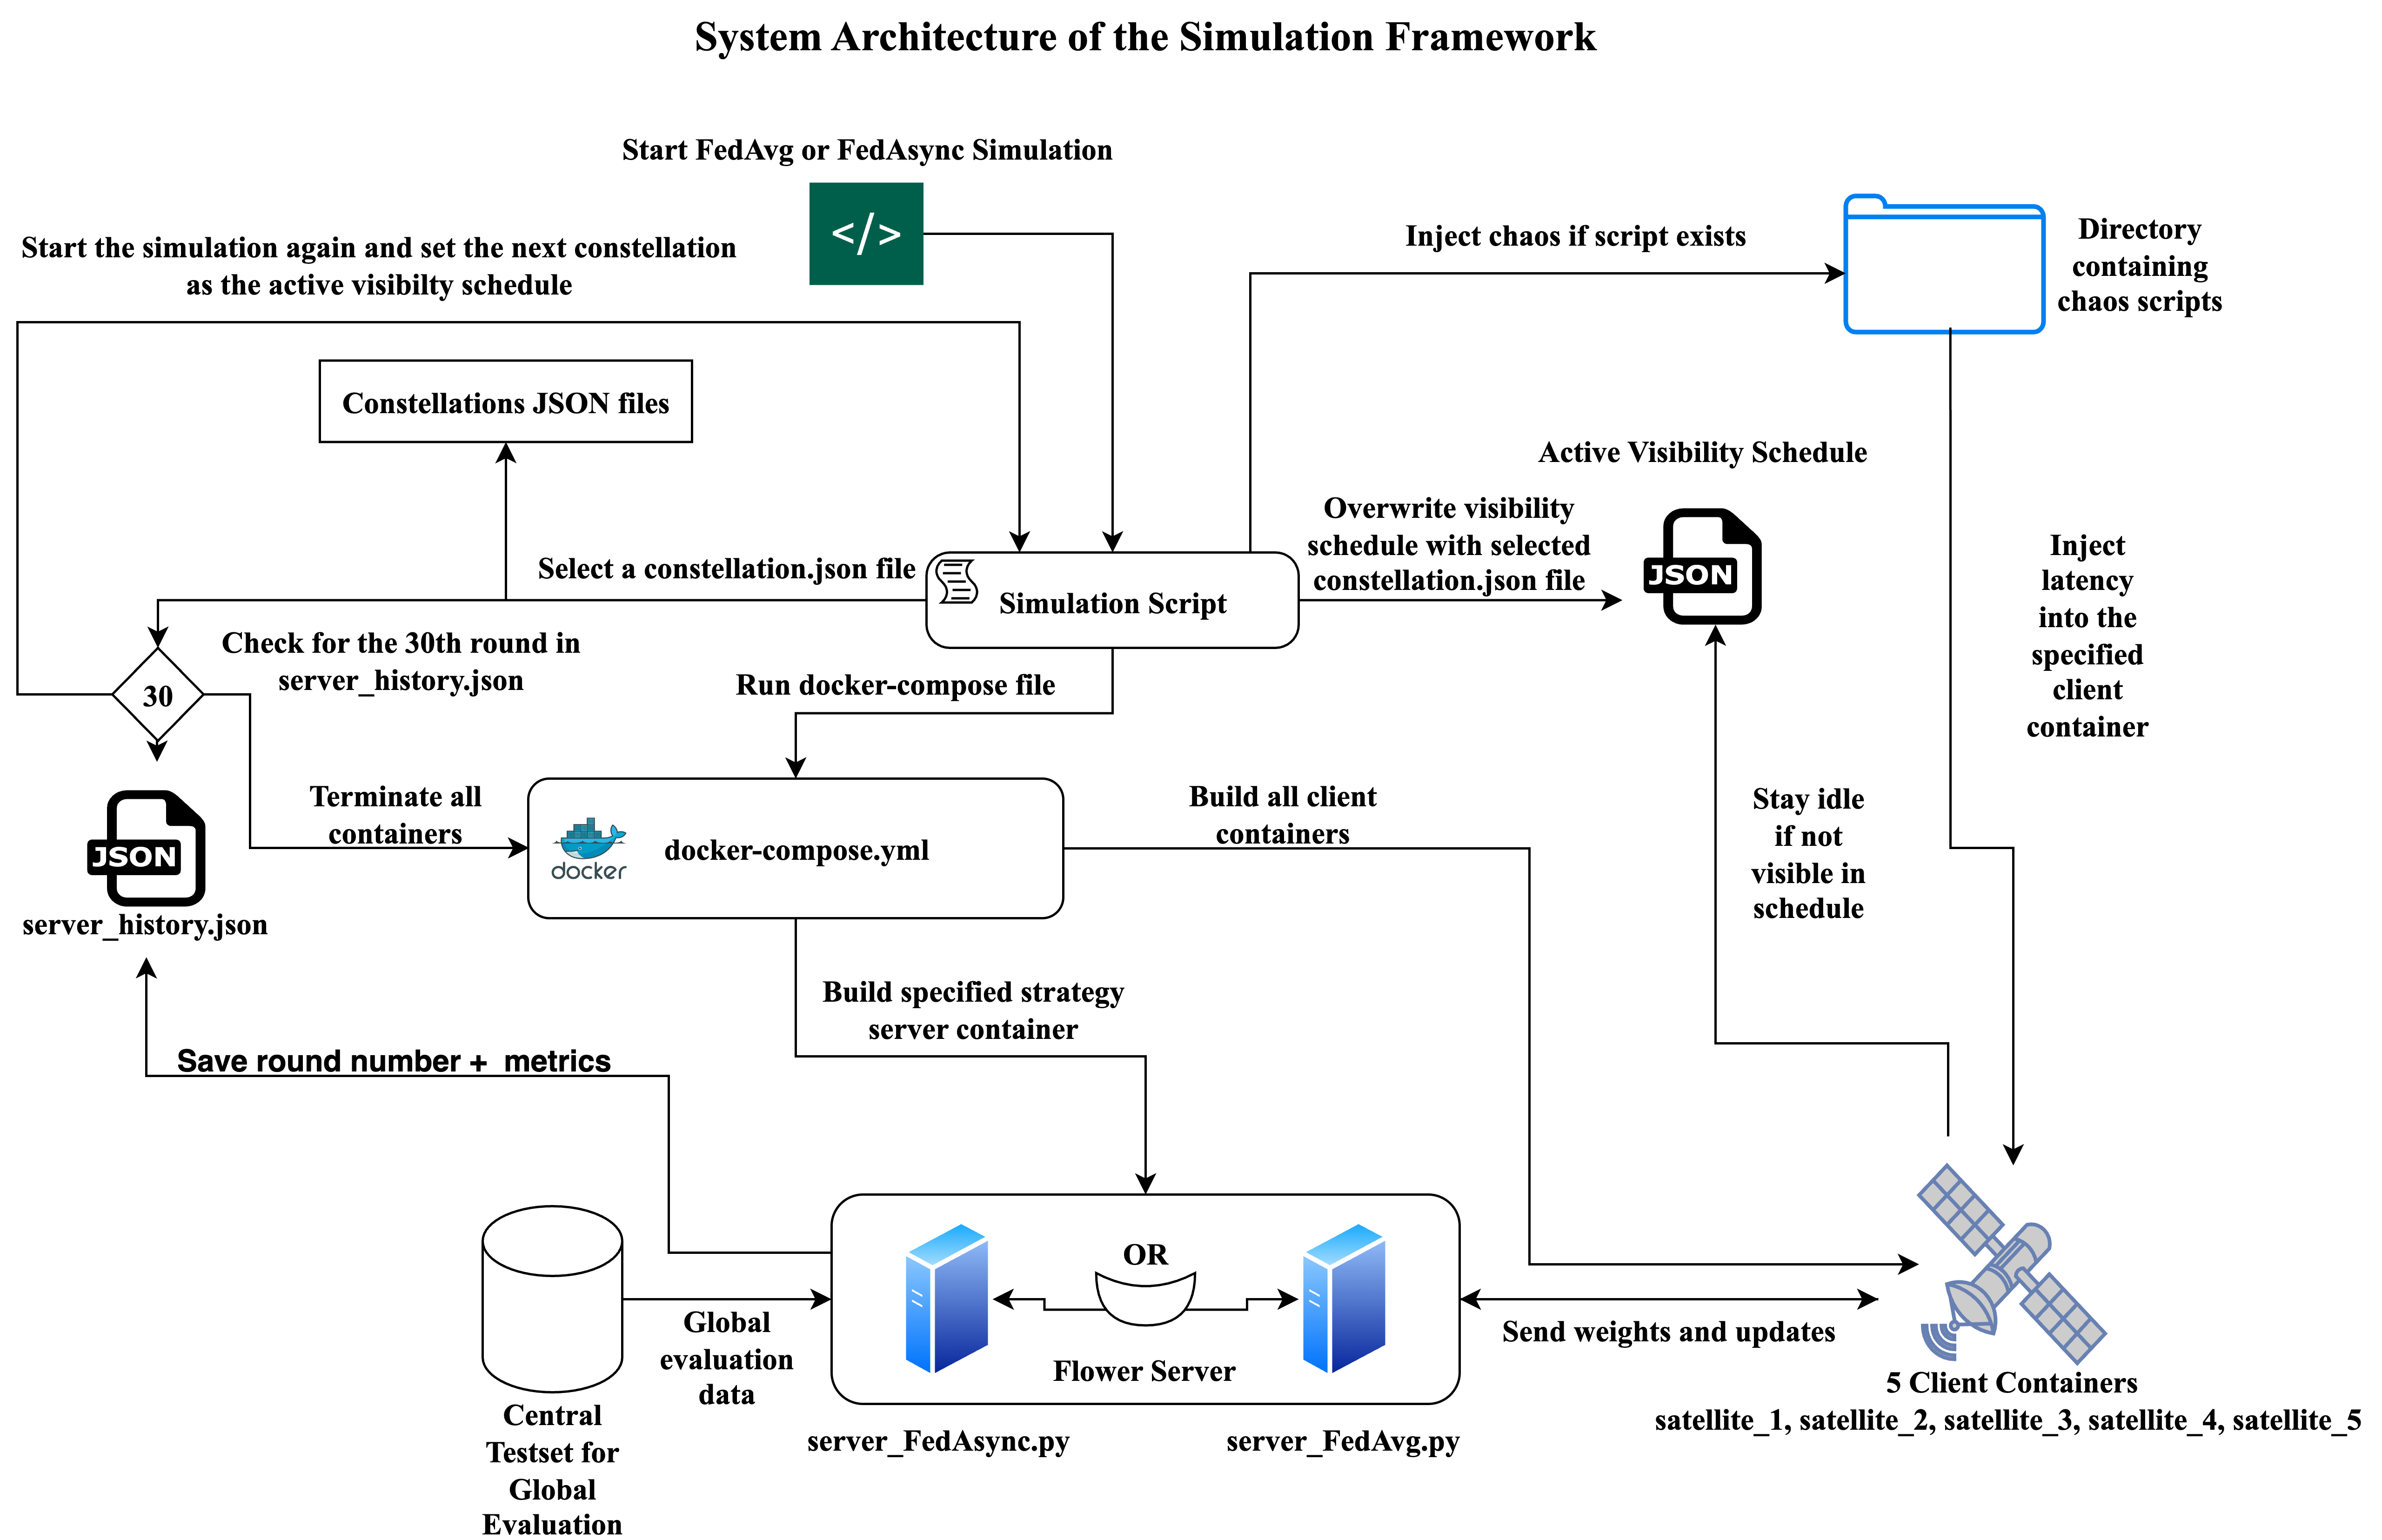 System Architecture of the Simulation Framework
Start FedAvg or FedAsync Simulation
</>
Start the simulation again and set the next constellation
as the active visibilty schedule
Inject chaos if script exists
Directory
containing
chaos scripts
Constellations JSON files
Active Visibility Schedule
Select a constellation.json file
Simulation Script
Overwrite visibility
schedule with selected
constellation.json file
JSON
Inject
latency
into the
specified
client
container
Check for the 30th round in
server_history.json
30
Run docker-compose file
Terminate all
containers
docker
docker-compose.yml
Build all client
containers
Stay idle
if not
visible in
schedule
JSON
server_history.json
Build specified strategy
server container
Save round number +  metrics
Central
Testset for
Global
Evaluation
Global
evaluation
data
OR
Flower Server
server_FedAsync.py
server_FedAvg.py
Send weights and updates
5 Client Containers
satellite_1, satellite_2, satellite_3, satellite_4, satellite_5